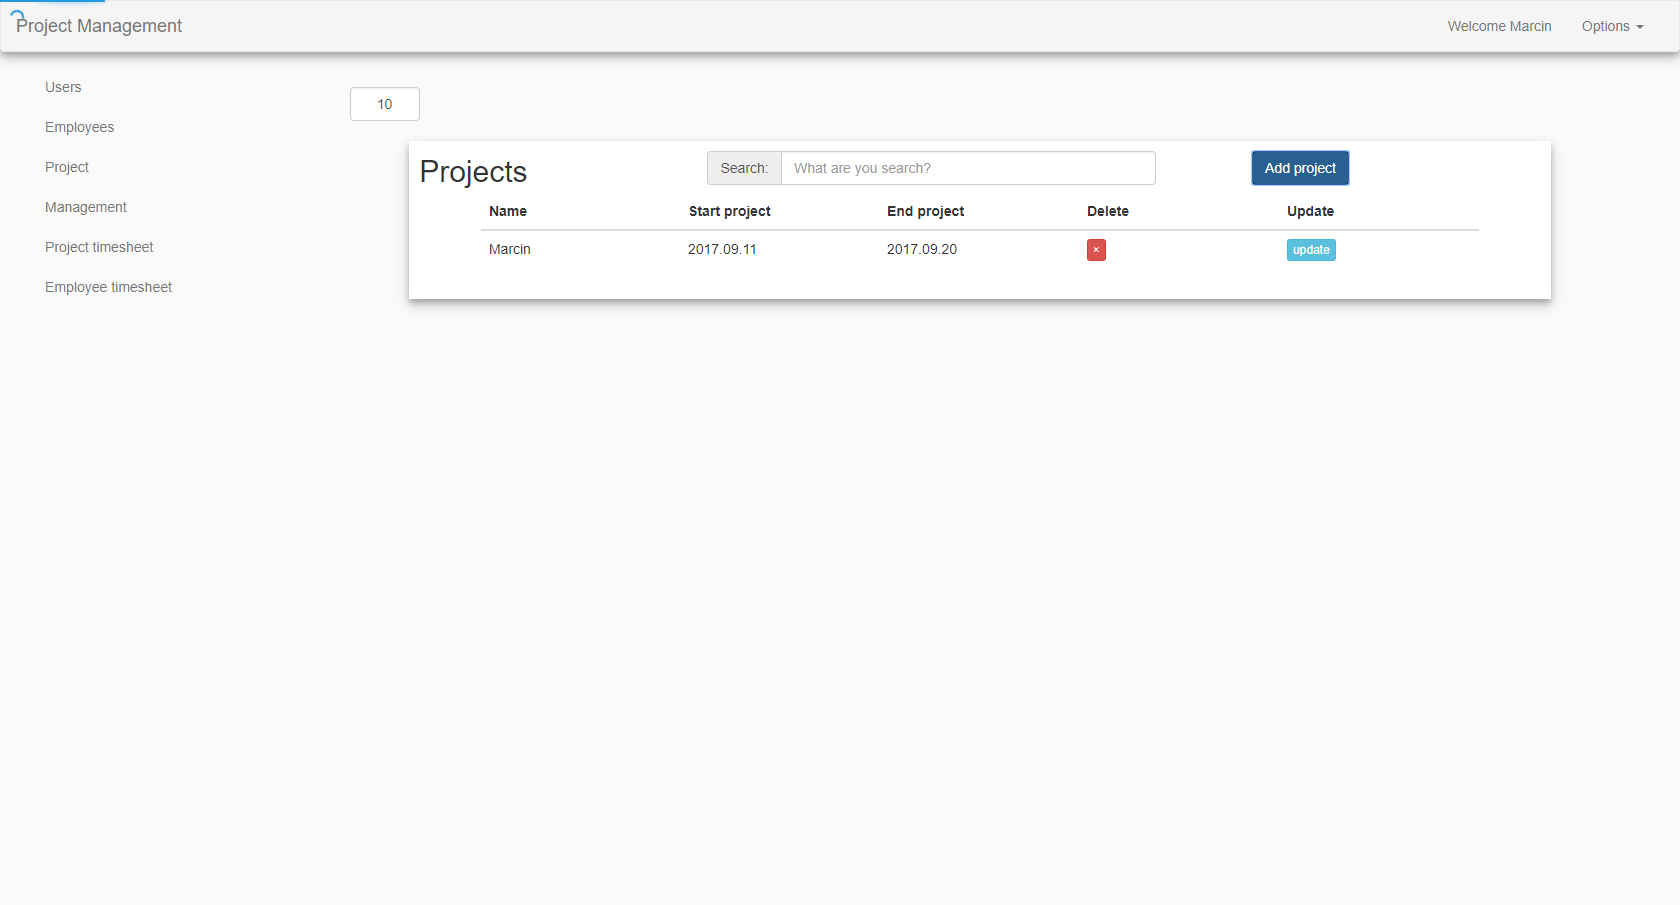 Project Management
Welcome Marcin
Options
Users
Employees
Project
Management
Project timesheet
Employee timesheet
10
Projects
Search: What are you search?
Add project
Name Start project End project Delete Update
Marcin 2017.09.11 2017.09.20 × update